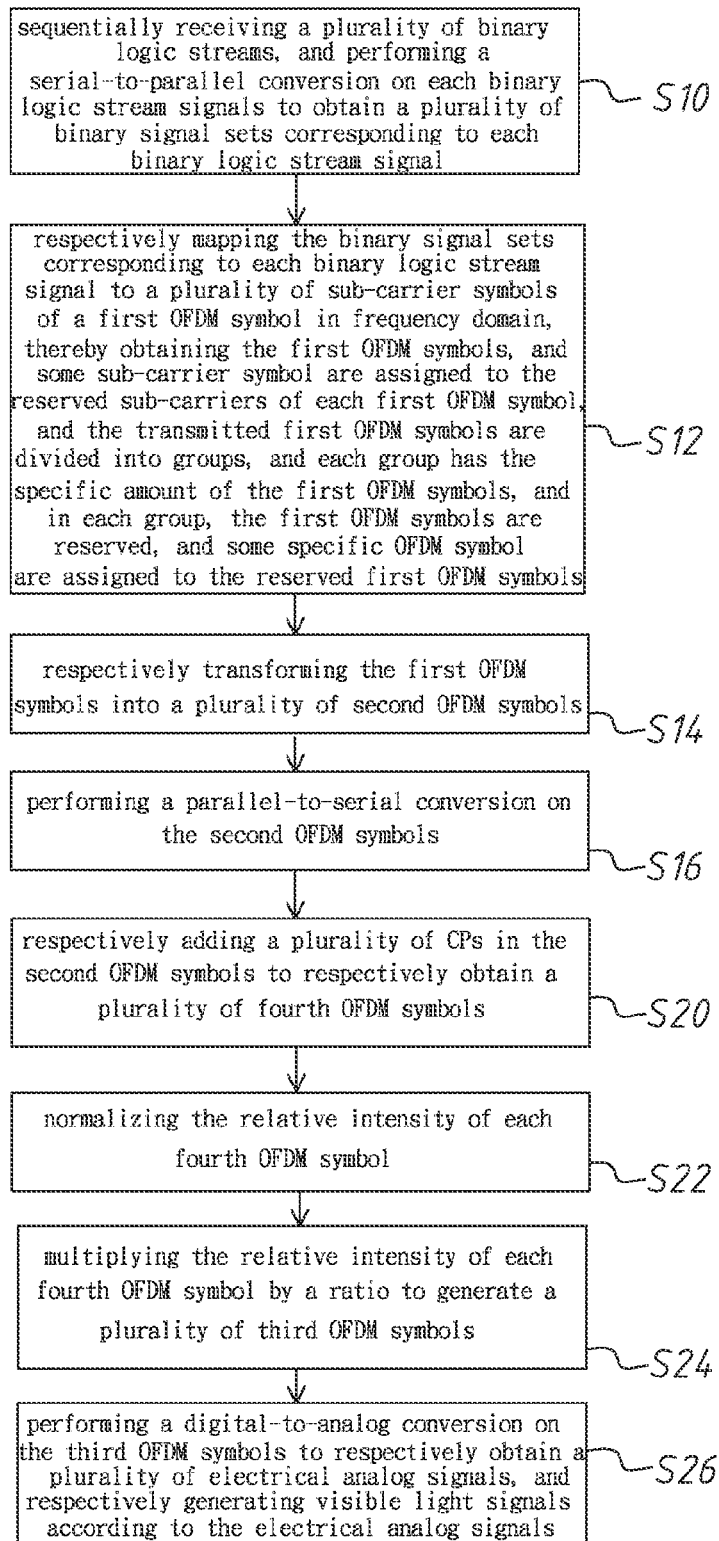 sequentially receiving a plurality of binary
logic streams, and performing a
serial-to-parallel conversion on each binary
logic stream signals to obtain a plurality of
binary signal sets corresponding to each
binary logic stream signal
S10
respectively mapping the binary signal sets
corresponding to each binary logic stream
signal to a plurality of sub-carrier symbols
of a first OFDM symbol in frequency domain,
thereby obtaining the first OFDM symbols, and
some sub-carrier symbol are assigned to the
reserved sub-carriers of each first OFDM symbol,
and the transmitted first OFDM symbols are
divided into groups, and each group has the
specific amount of the first OFDM symbols, and
in each group, the first OFDM symbols are
reserved, and some specific OFDM symbol
are assigned to the reserved first OFDM symbols
S12
respectively transforming the first OFDM
symbols into a plurality of second OFDM symbols
S14
performing a parallel-to-serial conversion on
the second OFDM symbols
S16
respectively adding a plurality of CPs in the
second OFDM symbols to respectively obtain a
plurality of fourth OFDM symbols
S20
normalizing the relative intensity of each
fourth OFDM symbol
S22
multiplying the relative intensity of each
fourth OFDM symbol by a ratio to generate a
plurality of third OFDM symbols
S24
performing a digital-to-analog conversion on
the third OFDM symbols to respectively obtain a
plurality of electrical analog signals, and
respectively generating visible light signals
according to the electrical analog signals
S26